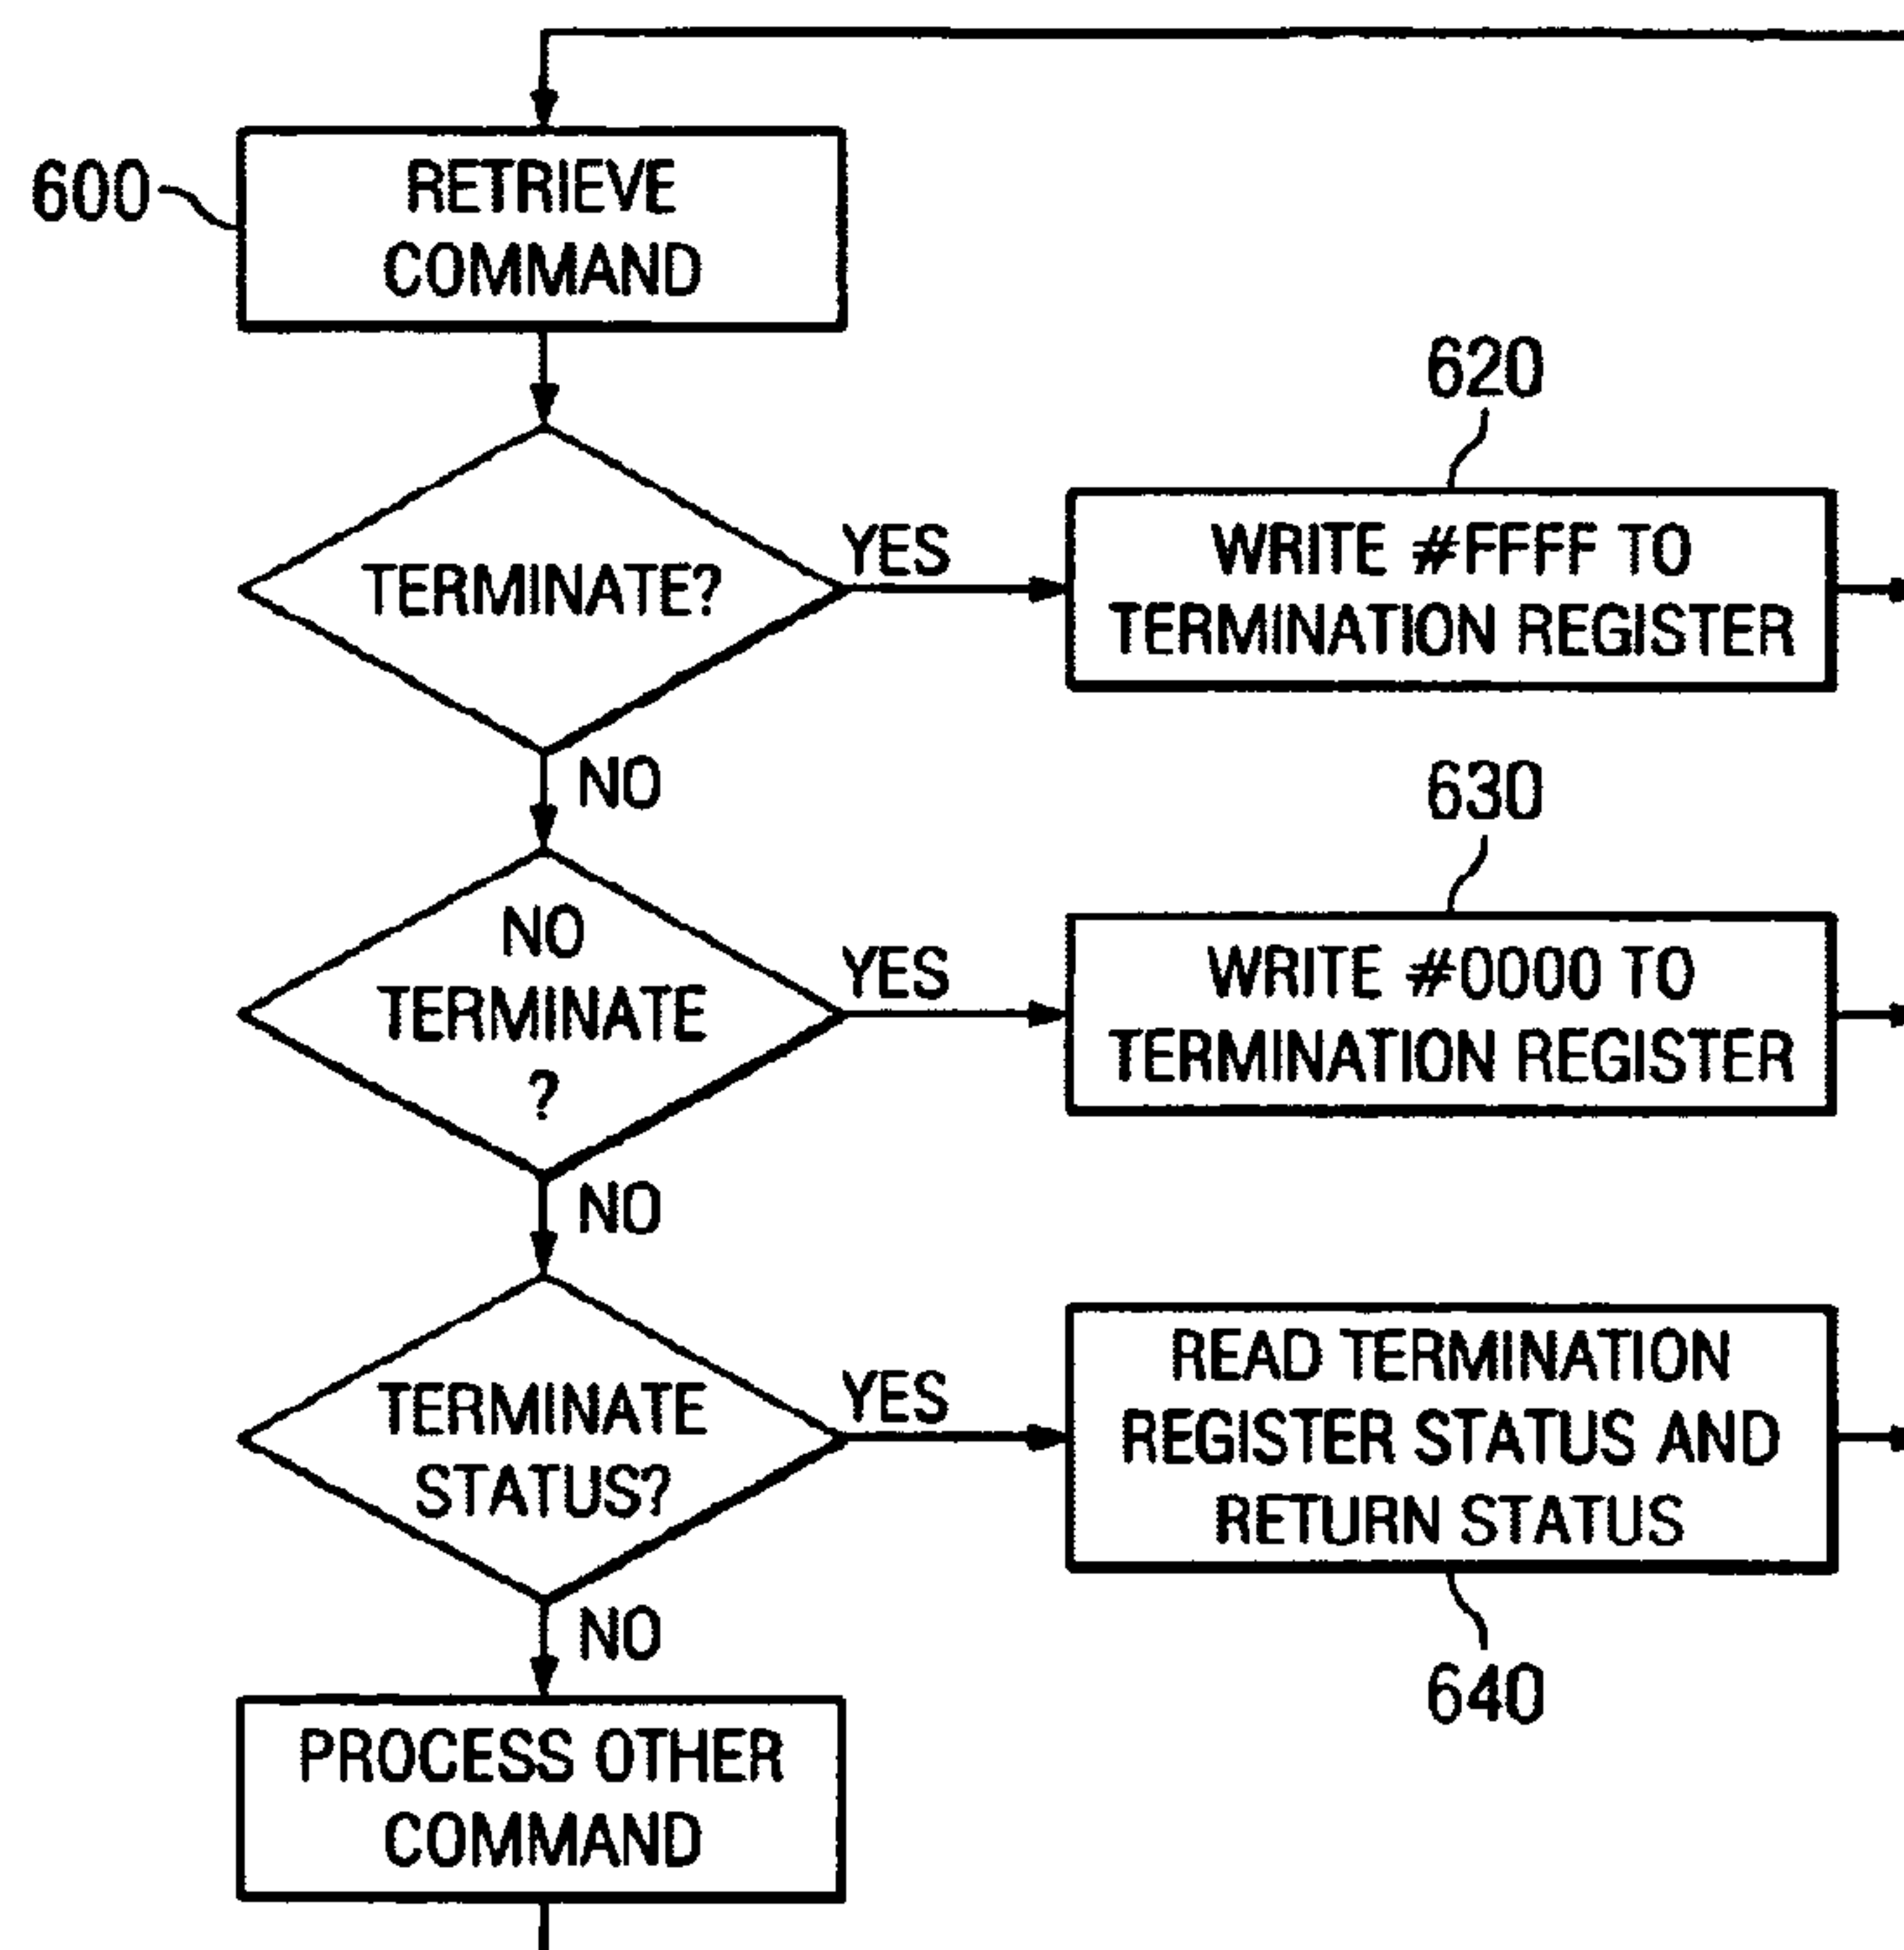 600
RETRIEVE
COMMAND
620
TERMINATE?
YES
WRITE #FFFF TO
TERMINATION REGISTER
NO
630
NO
TERMINATE
?
YES
WRITE #0000 TO
TERMINATION REGISTER
NO
TERMINATE
STATUS?
YES
READ TERMINATION
REGISTER STATUS AND
RETURN STATUS
NO
640
PROCESS OTHER
COMMAND